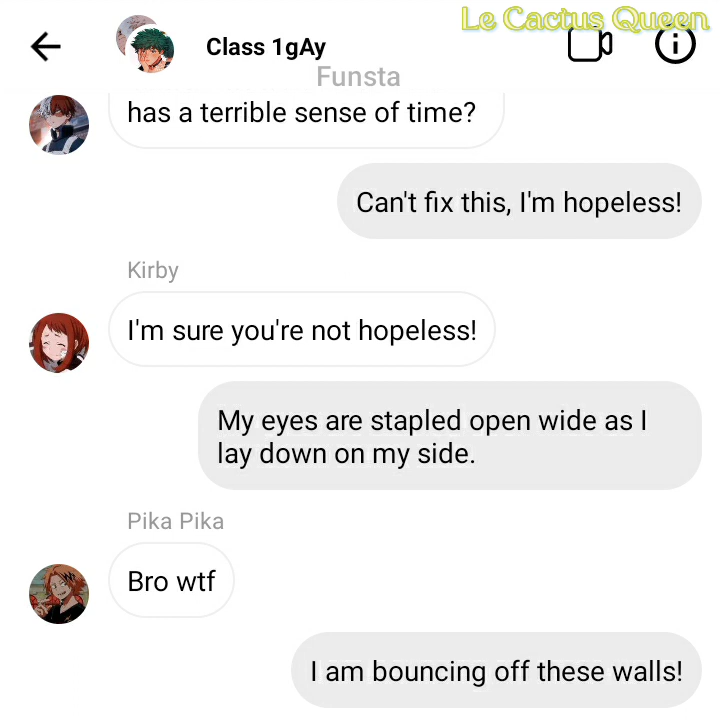 Le Cactus Queen
Class 1gAy
Funsta
has a terrible sense of time?
Can't fix this, I'm hopeless!
Kirby
I'm sure you're not hopeless!
My eyes are stapled open wide as I
lay down on my side.
Pika Pika
Bro wtf
I am bouncing off these walls!